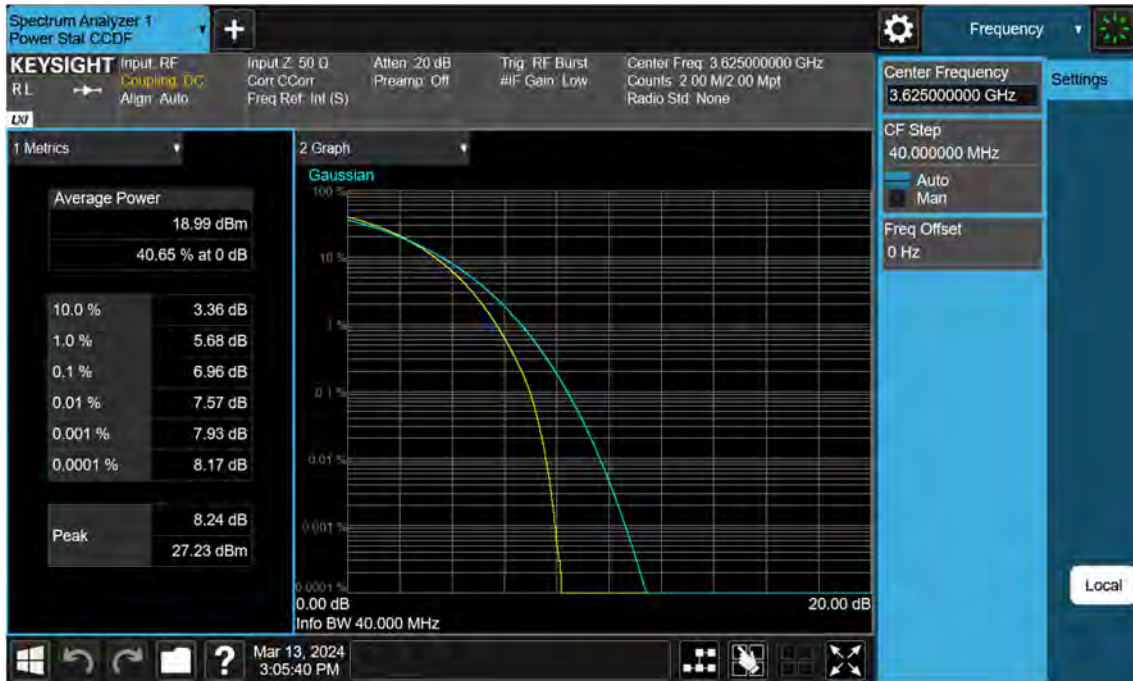 Spectrum Analyzer 1
Power Stat CCDF
Frequency
KEYSIGHT
RL
LXI
Input: RF
Coupling: DC
Align: Auto
Input Z: 50 Ω
Corr CCorr
Freq Ref: Int (S)
Atten: 20 dB
Preamp: Off
Trig: RF Burst
#IF Gain: Low
Center Freq: 3.625000000 GHz
Counts: 2.00 M/2.00 Mpt
Radio Std: None
Center Frequency
3.625000000 GHz
Settings
CF Step
40.000000 MHz
Auto
Man
Freq Offset
0 Hz
1 Metrics
Average Power
18.99 dBm
40.65 % at 0 dB
10.0 % 3.36 dB
1.0 % 5.68 dB
0.1 % 6.96 dB
0.01 % 7.57 dB
0.001 % 7.93 dB
0.0001 % 8.17 dB
Peak
8.24 dB
27.23 dBm
2 Graph
Gaussian
100 %
10 %
1 %
0.1 %
0.01 %
0.001 %
0.0001 %
0.00 dB 20.00 dB
Info BW 40.000 MHz
Local
?
Mar 13, 2024
3:05:40 PM